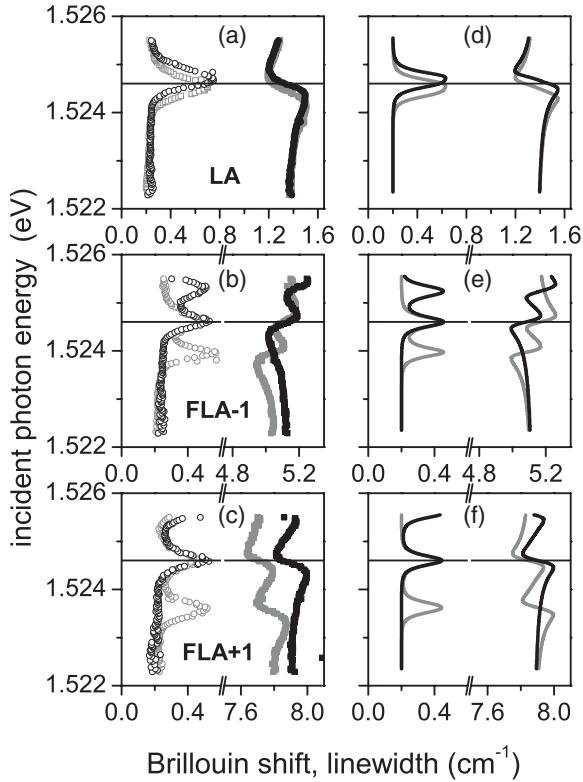 (a)
(d)
1.526
1.524
1.522
LA
0.0 0.4 0.8 1.2 1.6
0.0 0.4 0.8 1.2 1.6
(b)
(e)
1.526
1.524
1.522
FLA-1
0.0 0.4 4.8 5.2
0.0 0.4 4.8 5.2
(c)
(f)
1.526
1.524
1.522
FLA+1
0.0 0.4 7.6 8.0
0.0 0.4 7.6 8.0
incident photon energy (eV)
Brillouin shift, linewidth (cm⁻¹)